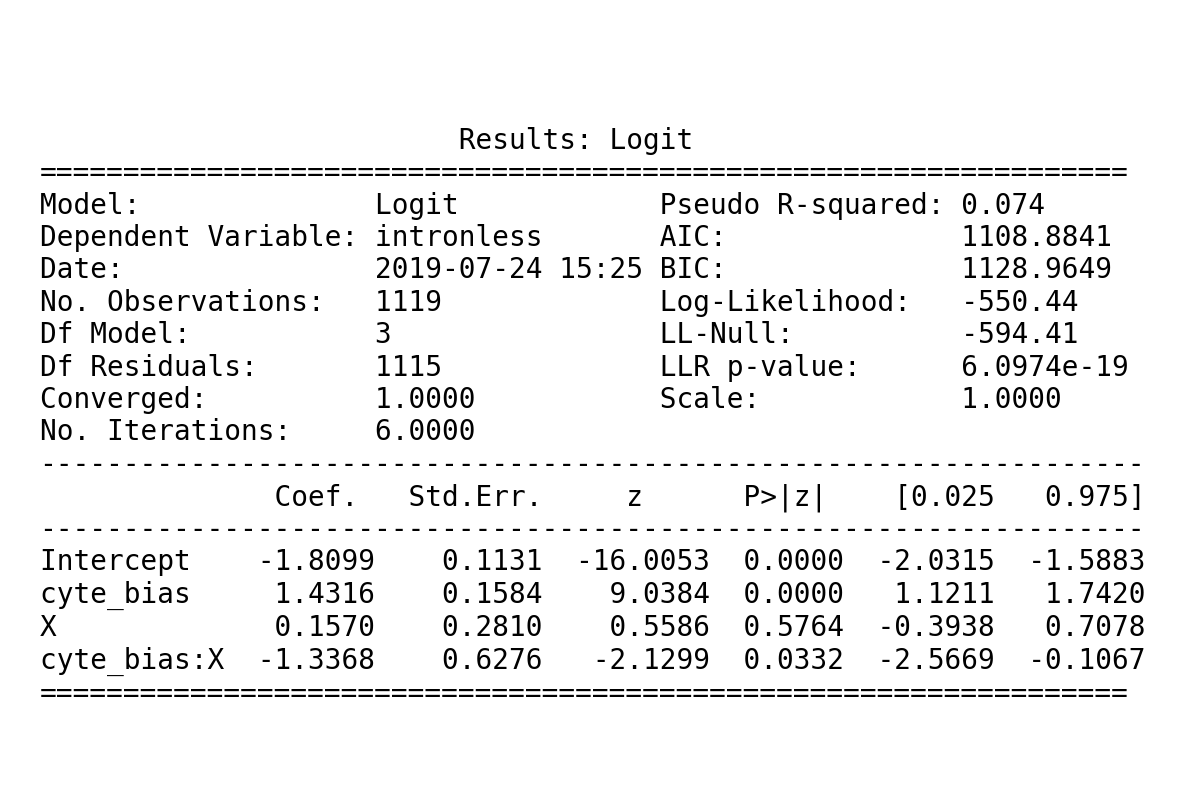 Results: Logit
=================================================================
Model:              Logit            Pseudo R-squared: 0.074
Dependent Variable: intronless       AIC:              1108.8841
Date:               2019-07-24 15:25 BIC:              1128.9649
No. Observations:   1119             Log-Likelihood:   -550.44
Df Model:           3                LL-Null:          -594.41
Df Residuals:       1115             LLR p-value:      6.0974e-19
Converged:          1.0000           Scale:            1.0000
No. Iterations:     6.0000
------------------------------------------------------------------
              Coef.   Std.Err.     z      P>|z|    [0.025   0.975]
------------------------------------------------------------------
Intercept    -1.8099    0.1131  -16.0053  0.0000  -2.0315  -1.5883
cyte_bias     1.4316    0.1584    9.0384  0.0000   1.1211   1.7420
X             0.1570    0.2810    0.5586  0.5764  -0.3938   0.7078
cyte_bias:X  -1.3368    0.6276   -2.1299  0.0332  -2.5669  -0.1067
=================================================================